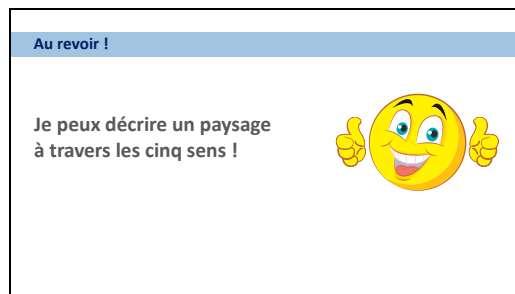 Au revoir !
Je peux décrire un paysage
à travers les cinq sens !